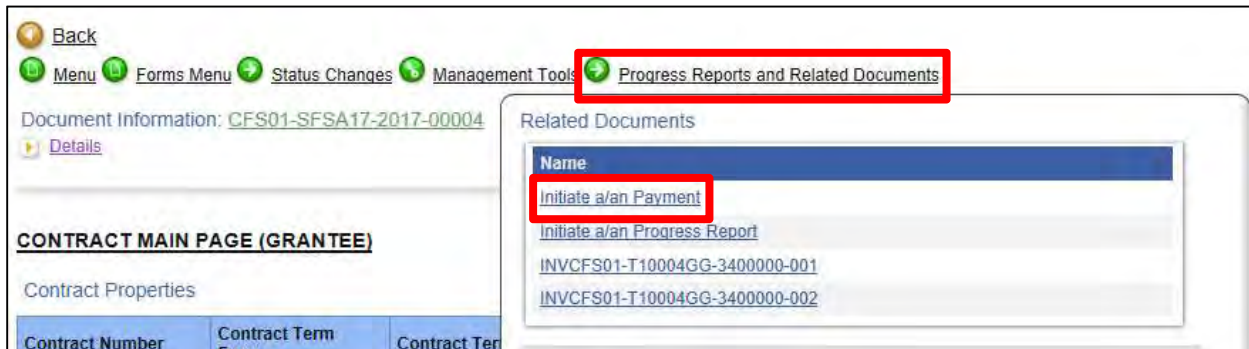 Back
Menu Forms Menu Status Changes Management Tools Progress Reports and Related Documents
Document Information: CFS01-SFSA17-2017-00004
Details
Related Documents
Name
Initiate a/an Payment
Initiate a/an Progress Report
INVCFS01-T10004GG-3400000-001
INVCFS01-T10004GG-3400000-002
CONTRACT MAIN PAGE (GRANTEE)
Contract Properties
Contract Number
Contract Term
Contract